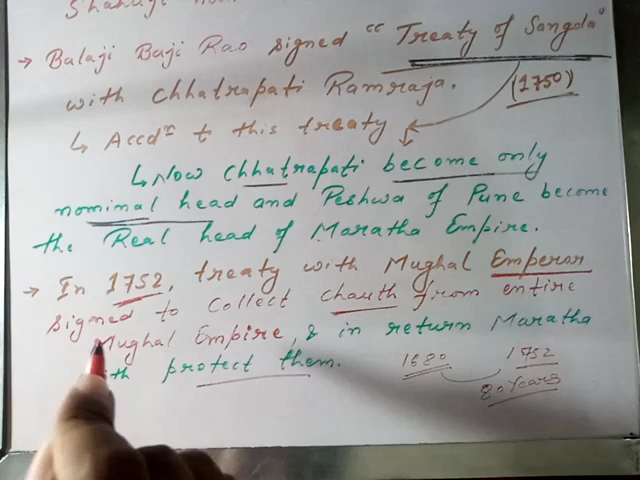 Shahuji
→ Balaji Baji Rao signed "Treaty of Sangola"
with Chhatrapati Ramraja. (1750)
↳ Accdⁿ to this treaty
↳ Now Chhatrapati become only
nominal head and Peshwa of Pune become
the Real head of Maratha Empire.
→ In 1752, treaty with Mughal Emperor
signed to collect chauth from entire
Mughal Empire, & in return Maratha
protect them. 1680 1752
80 Years